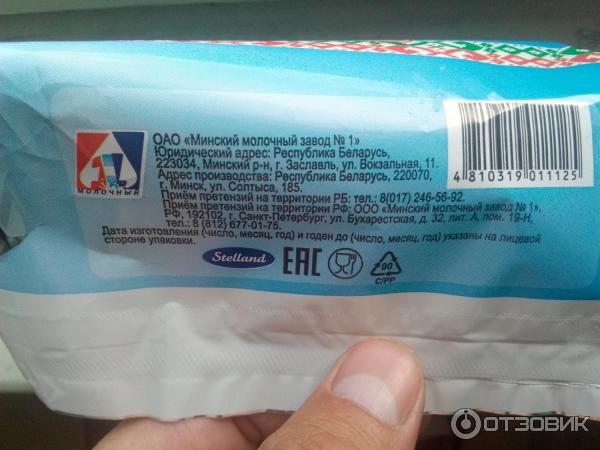 ОАО «Минский молочный завод № 1»
Юридический адрес: Республика Беларусь,
223034, Минский р-н, г. Заславль, ул. Вокзальная, 11.
Адрес производства: Республика Беларусь, 220070,
г. Минск, ул. Солтыса, 185.
Приём претензий на территории РБ: тел.: 8(017) 246-56-92.
Приём претензий на территории РФ: ООО «Минский молочный завод № 1»,
РФ, 192102, г. Санкт-Петербург, ул. Бухарестская, д. 32, лит. А, пом. 19-Н,
тел.: 8 (812) 677-01-75.
Дата изготовления (число, месяц, год) и годен до (число, месяц, год) указаны на лицевой
стороне упаковки.
1
МОЛОЧНЫЙ
4 810319 011125
Stelland
EAC
90
C/PP
ОТЗОВИК